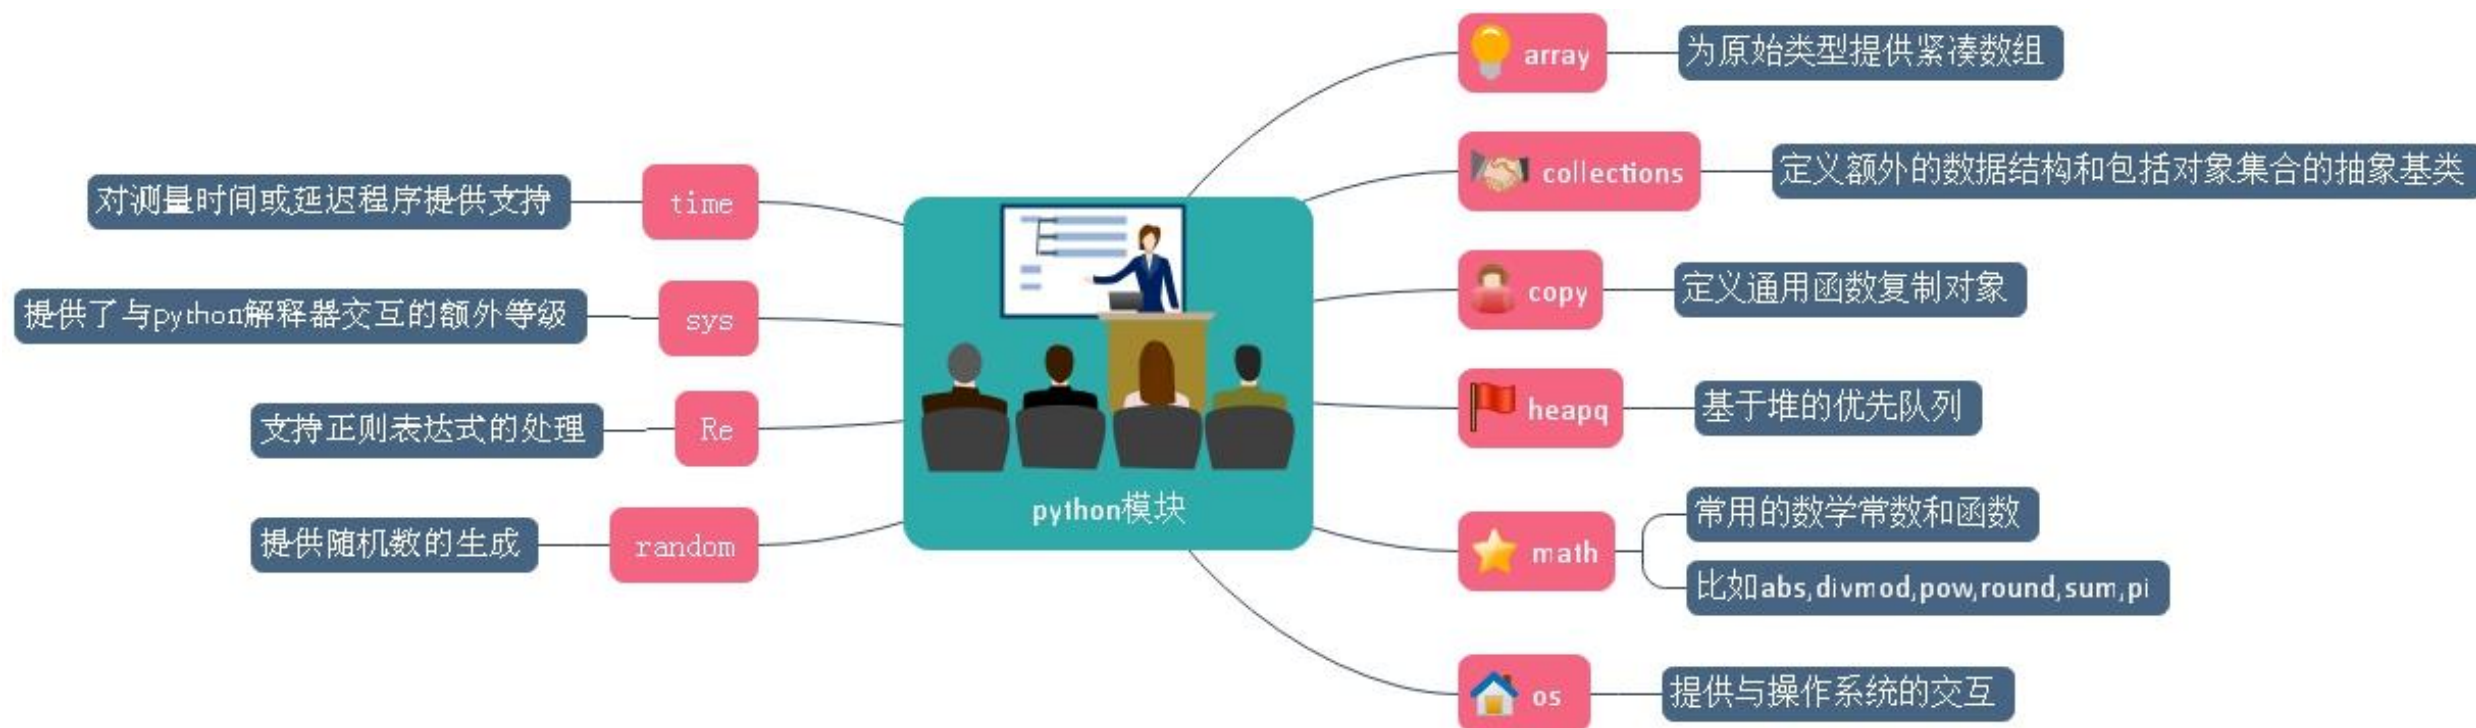 python模块
array
为原始类型提供紧凑数组
collections
定义额外的数据结构和包括对象集合的抽象基类
copy
定义通用函数复制对象
heapq
基于堆的优先队列
math
常用的数学常数和函数
比如abs,divmod,pow,round,sum,pi
os
提供与操作系统的交互
time
对测量时间或延迟程序提供支持
sys
提供了与python解释器交互的额外等级
Re
支持正则表达式的处理
random
提供随机数的生成